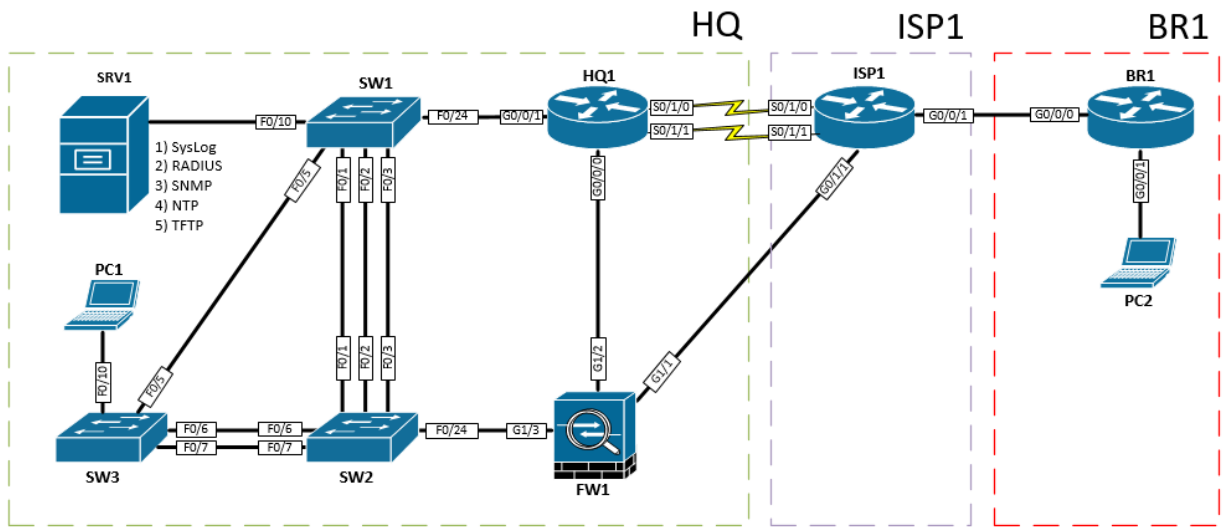 HQ
ISP1
BR1
SRV1
SW1
HQ1
ISP1
BR1
F0/10
F0/24
G0/0/1
S0/1/0
S0/1/0
S0/1/1
S0/1/1
G0/0/1
G0/0/0
1) SysLog
2) RADIUS
3) SNMP
4) NTP
5) TFTP
F0/5
F0/1
F0/2
F0/3
G0/0/0
G0/1/1
G0/0/1
PC1
PC2
F0/10
F0/5
F0/1
F0/2
F0/3
G1/2
G1/1
F0/6
F0/6
F0/7
F0/7
F0/24
G1/3
SW3
SW2
FW1